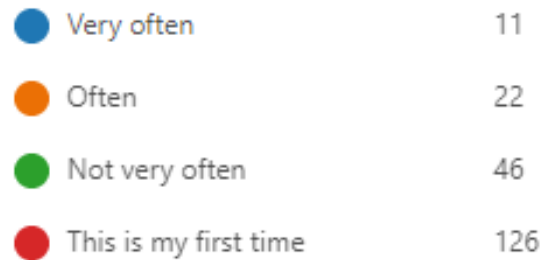 Very often 11
Often 22
Not very often 46
This is my first time 126